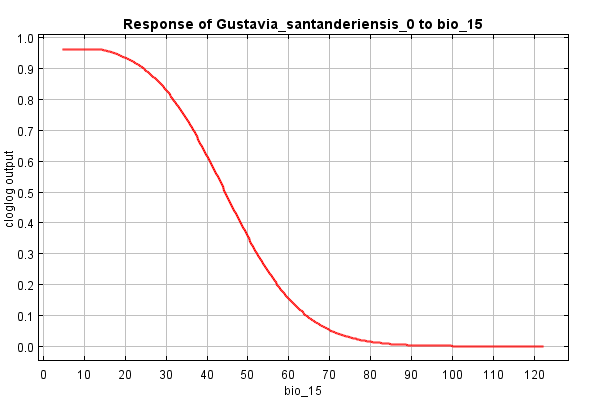 Response of Gustavia_santanderiensis_0 to bio_15
cloglog output
1.0
0.9
0.8
0.7
0.6
0.5
0.4
0.3
0.2
0.1
0.0
0 10 20 30 40 50 60 70 80 90 100 110 120
bio_15